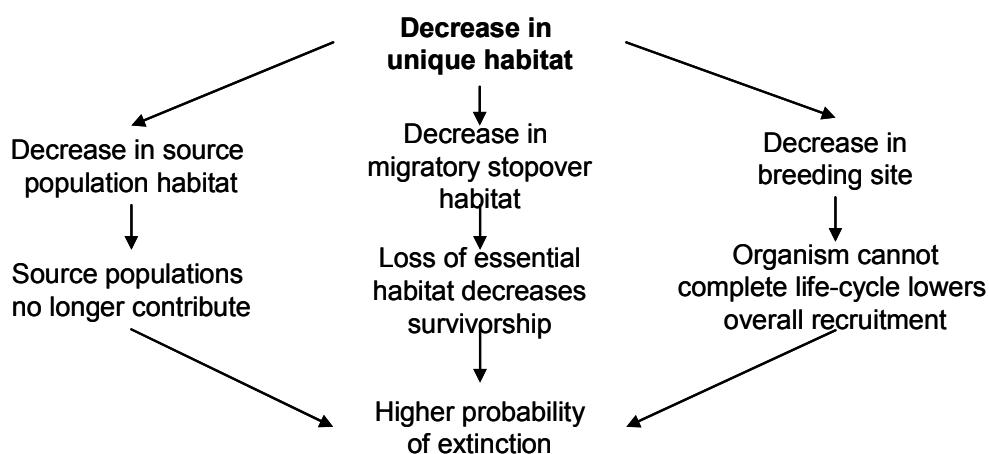 Decrease in
unique habitat
Decrease in source
population habitat
Decrease in
migratory stopover
habitat
Decrease in
breeding site
Source populations
no longer contribute
Loss of essential
habitat decreases
survivorship
Organism cannot
complete life-cycle lowers
overall recruitment
Higher probability
of extinction